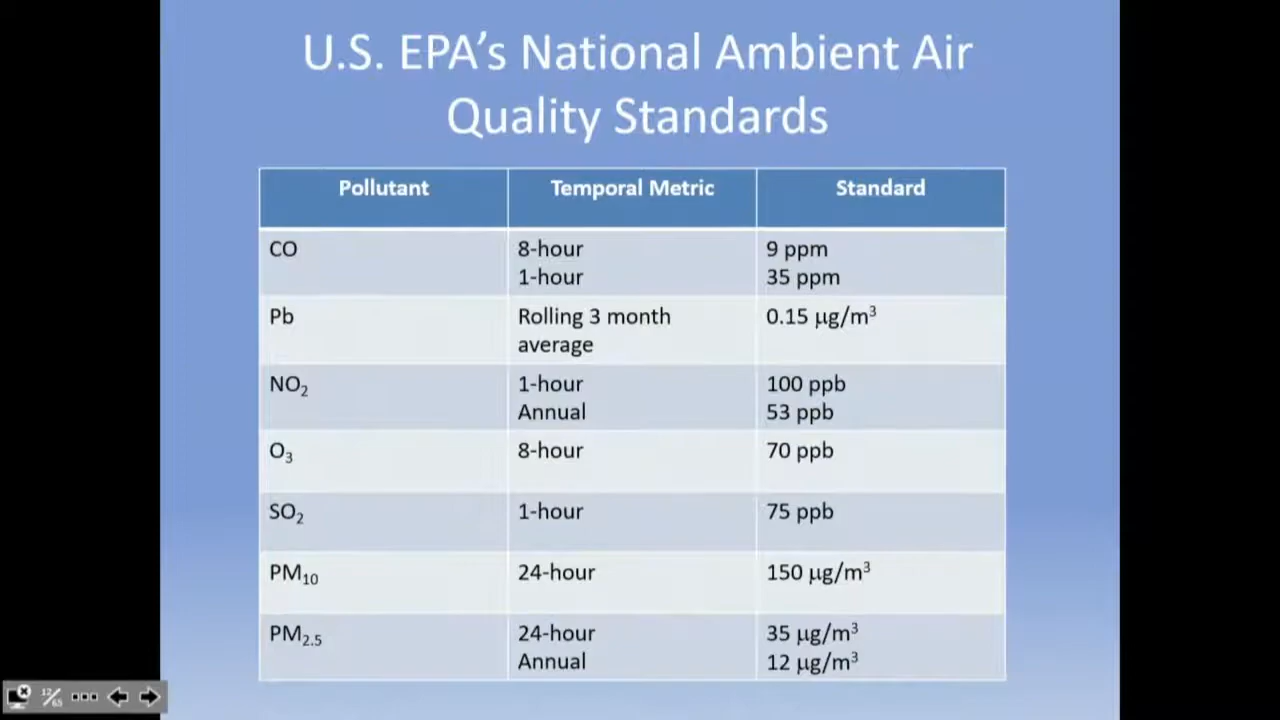 U.S. EPA’s National Ambient Air
Quality Standards
Pollutant Temporal Metric Standard
CO 8-hour 9 ppm
1-hour 35 ppm
Pb Rolling 3 month 0.15 µg/m³
average
NO₂ 1-hour 100 ppb
Annual 53 ppb
O₃ 8-hour 70 ppb
SO₂ 1-hour 75 ppb
PM₁₀ 24-hour 150 µg/m³
PM₂.₅ 24-hour 35 µg/m³
Annual 12 µg/m³
12/65